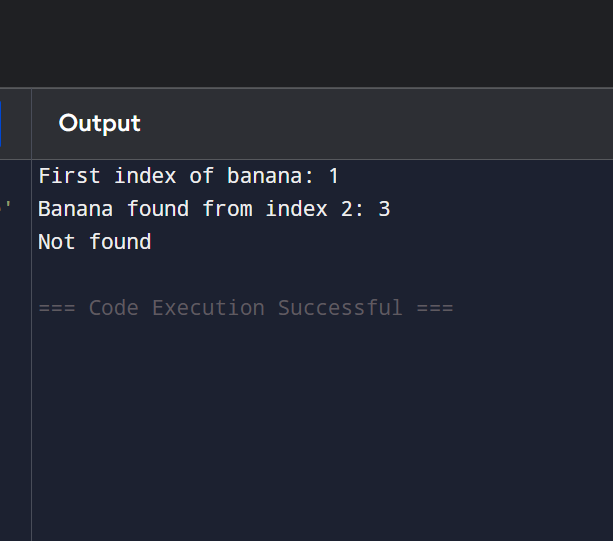 Output
First index of banana: 1
'
Banana found from index 2: 3
Not found
=== Code Execution Successful ===